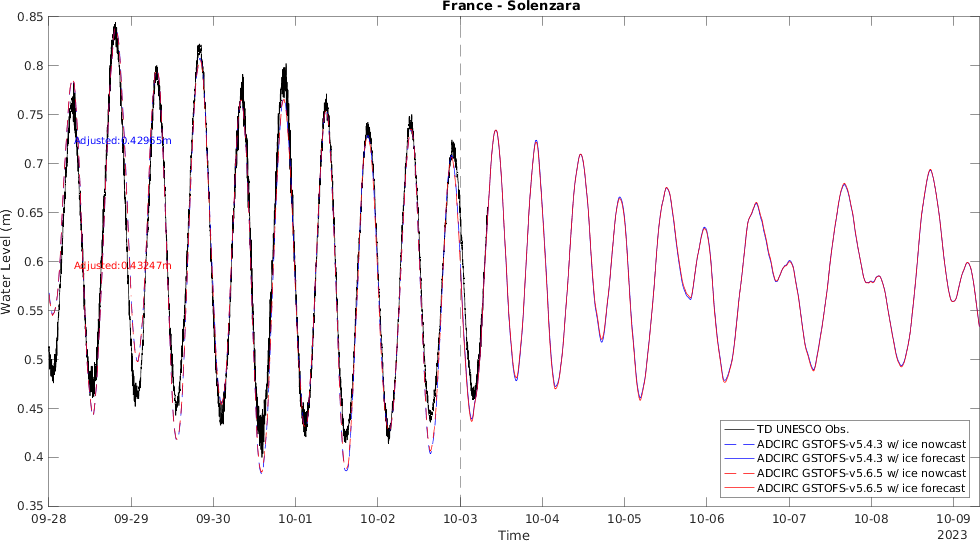 France - Solenzara
0.85
0.8
0.75
0.7
0.65
0.6
0.55
0.5
0.45
0.4
0.35
Water Level (m)
Adjusted:0.42965m
Adjusted:0.43247m
TD UNESCO Obs.
ADCIRC GSTOFS-v5.4.3 w/ ice nowcast
ADCIRC GSTOFS-v5.4.3 w/ ice forecast
ADCIRC GSTOFS-v5.6.5 w/ ice nowcast
ADCIRC GSTOFS-v5.6.5 w/ ice forecast
09-28 09-29 09-30 10-01 10-02 10-03 10-04 10-05 10-06 10-07 10-08 10-09
Time
2023